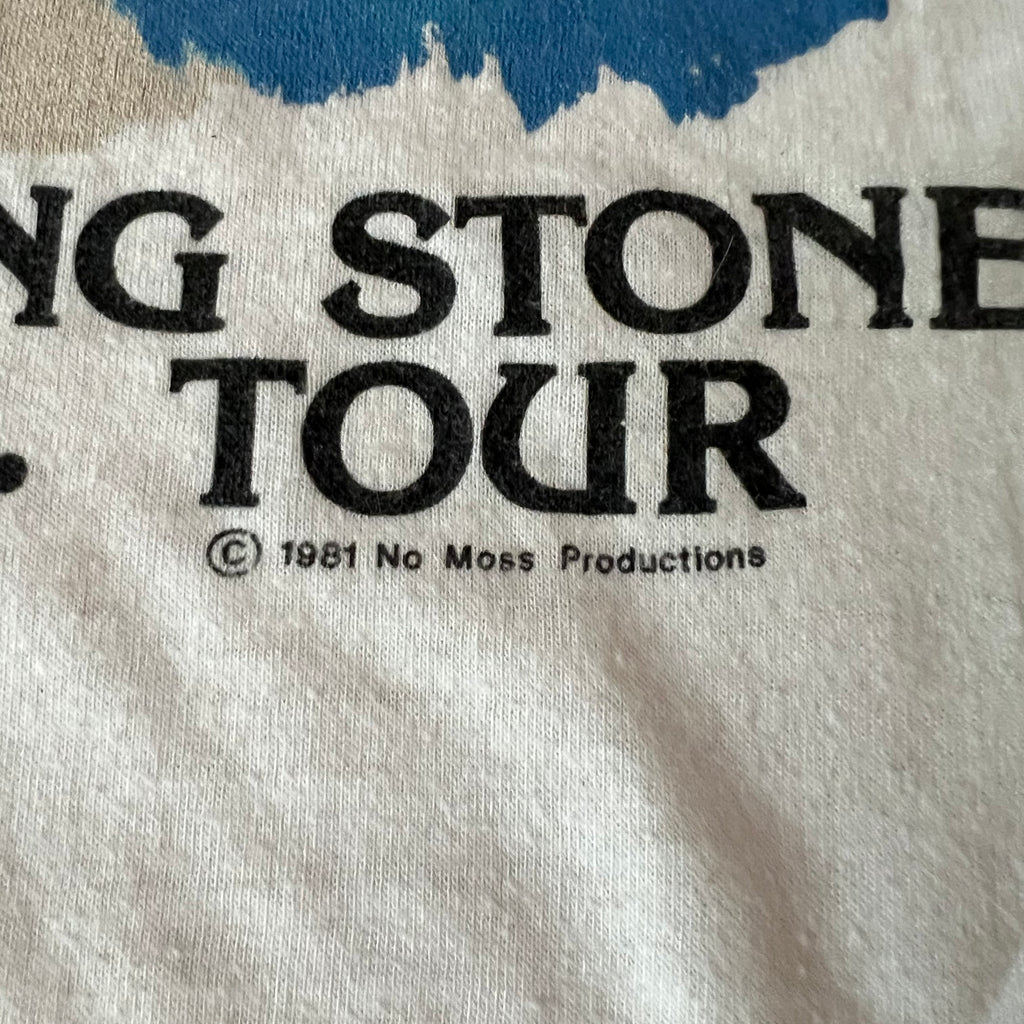 NG STONE
. TOUR
© 1981 No Moss Productions